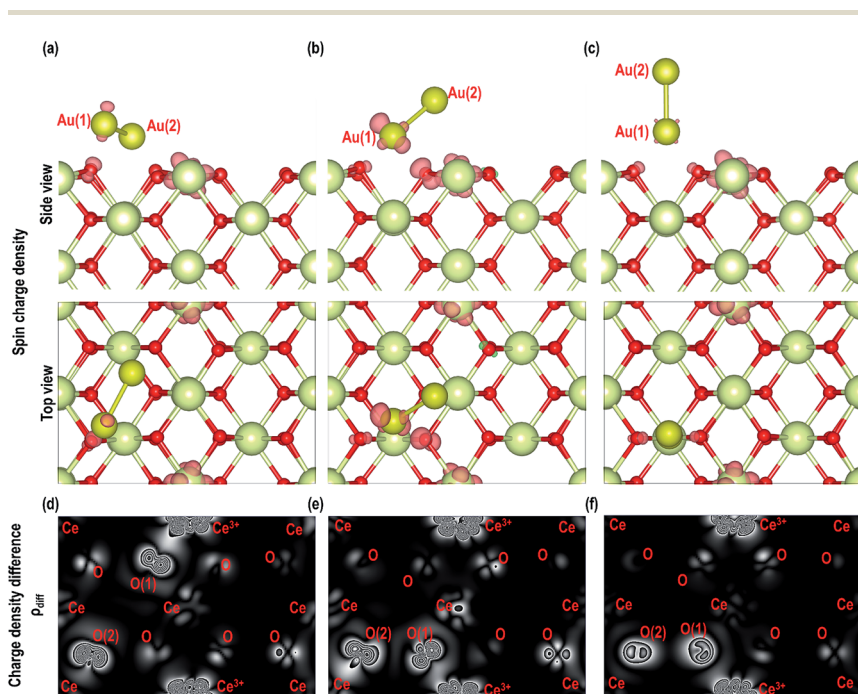 (a)
(b)
(c)
Au(1)
Au(2)
Au(1)
Au(2)
Au(2)
Au(1)
Spin charge density
Side view
Top view
Charge density difference
ρdiff
(d)
(e)
(f)
Ce Ce³⁺ Ce Ce Ce³⁺ Ce Ce Ce³⁺ Ce
O O(1) O O O O O O O O O
Ce Ce Ce Ce Ce Ce Ce Ce Ce
O(2) O O O(2) O(1) O O O(2) O(1) O O
Ce Ce³⁺ Ce Ce Ce³⁺ Ce Ce Ce³⁺ Ce